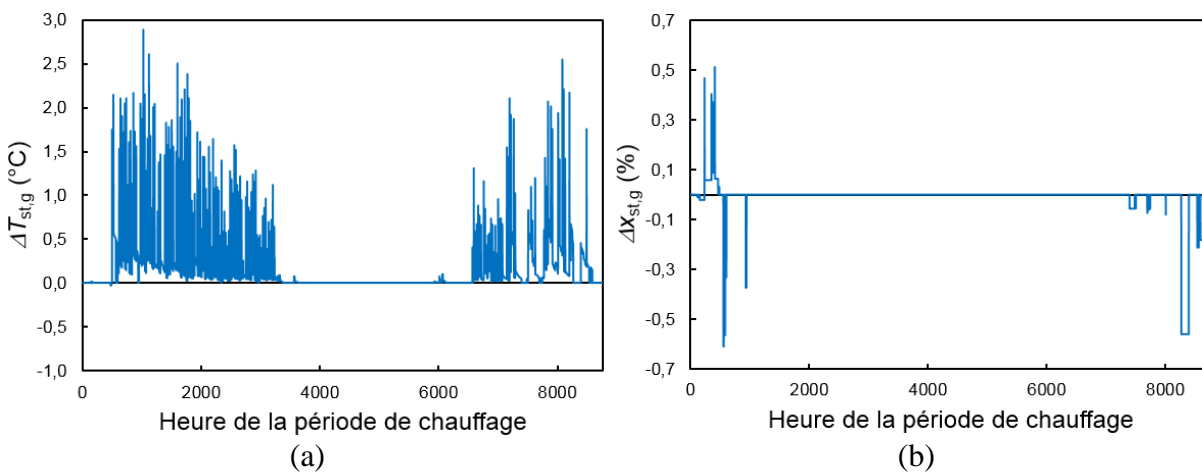 3,0
2,5
2,0
1,5
1,0
0,5
0,0
-0,5
-1,0
ΔT_st,g (°C)
0 2000 4000 6000 8000
Heure de la période de chauffage
(a)
0,7
0,5
0,3
0,1
-0,1
-0,3
-0,5
-0,7
Δx_st,g (%)
0 2000 4000 6000 8000
Heure de la période de chauffage
(b)